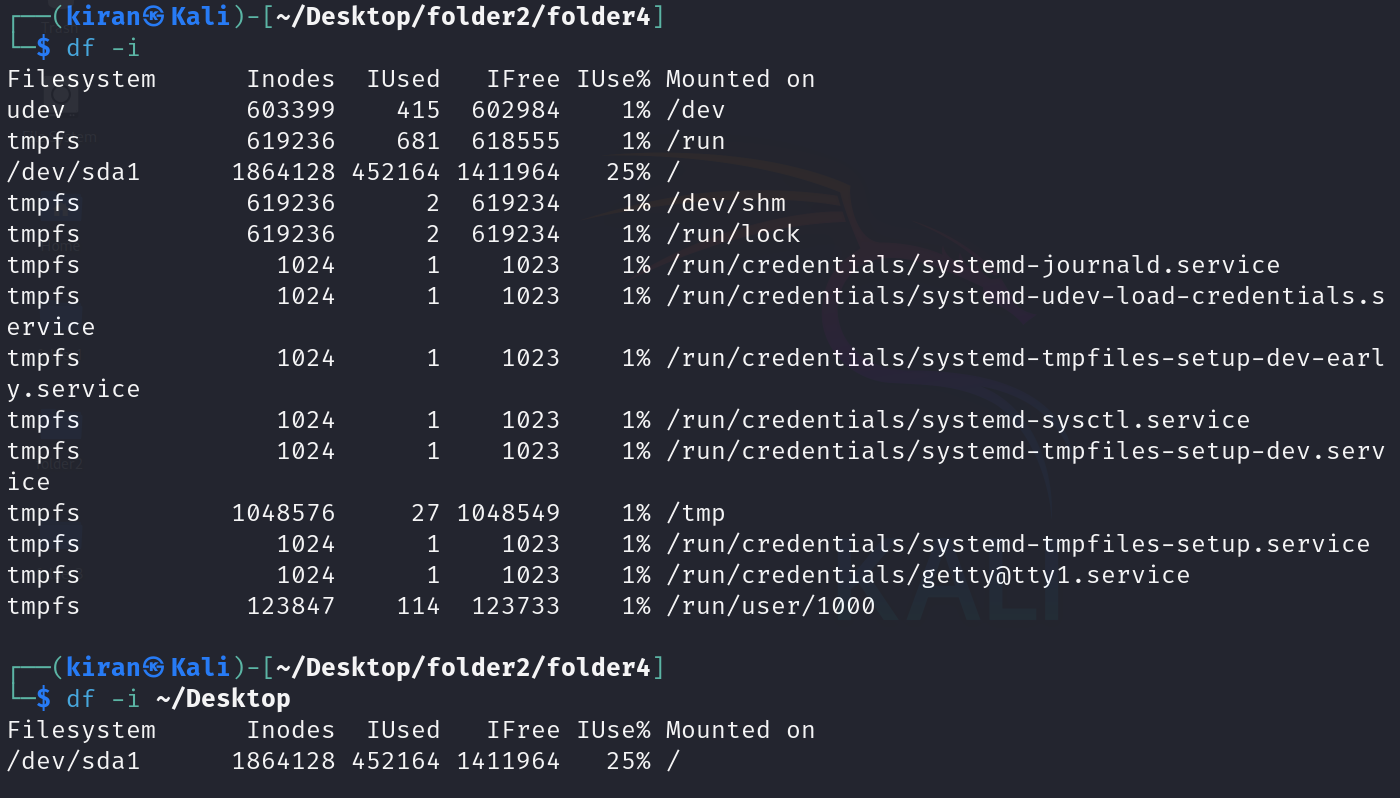 ┌──(kiran㉿Kali)-[~/Desktop/folder2/folder4]
└─$ df -i
Filesystem      Inodes  IUsed   IFree IUse% Mounted on
udev            603399    415  602984    1% /dev
tmpfs           619236    681  618555    1% /run
/dev/sda1      1864128 452164 1411964   25% /
tmpfs           619236      2  619234    1% /dev/shm
tmpfs           619236      2  619234    1% /run/lock
tmpfs             1024      1    1023    1% /run/credentials/systemd-journald.service
tmpfs             1024      1    1023    1% /run/credentials/systemd-udev-load-credentials.s
ervice
tmpfs             1024      1    1023    1% /run/credentials/systemd-tmpfiles-setup-dev-earl
y.service
tmpfs             1024      1    1023    1% /run/credentials/systemd-sysctl.service
tmpfs             1024      1    1023    1% /run/credentials/systemd-tmpfiles-setup-dev.serv
ice
tmpfs          1048576     27 1048549    1% /tmp
tmpfs             1024      1    1023    1% /run/credentials/systemd-tmpfiles-setup.service
tmpfs             1024      1    1023    1% /run/credentials/getty@tty1.service
tmpfs           123847    114  123733    1% /run/user/1000
KALI
┌──(kiran㉿Kali)-[~/Desktop/folder2/folder4]
└─$ df -i ~/Desktop
Filesystem      Inodes  IUsed   IFree IUse% Mounted on
/dev/sda1      1864128 452164 1411964   25% /